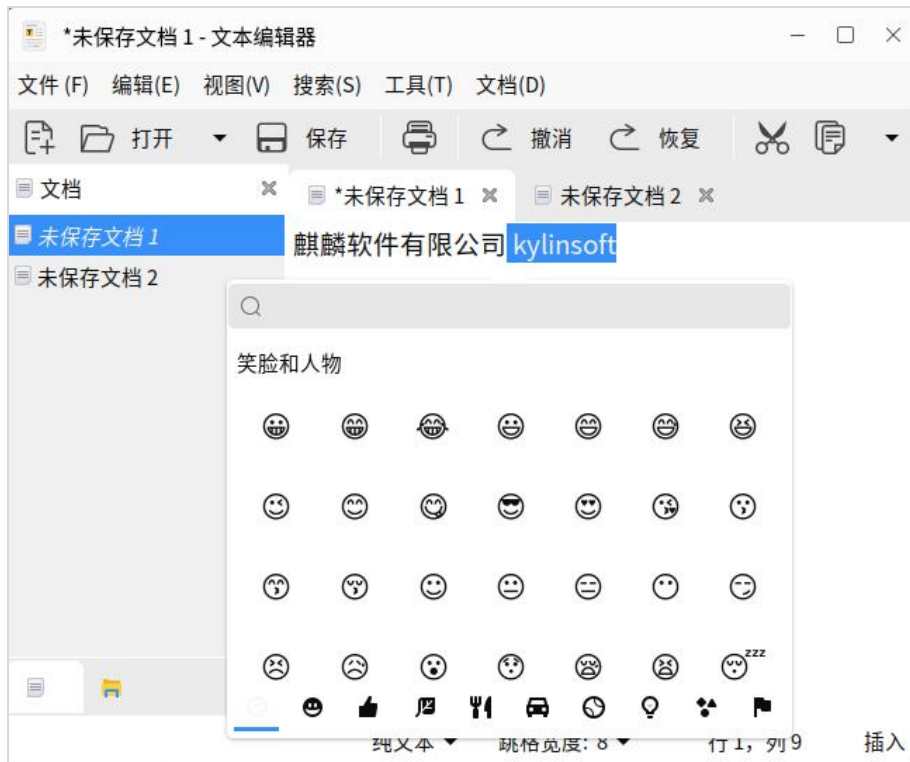 *未保存文档 1 - 文本编辑器
文件 (F) 编辑(E) 视图(V) 搜索(S) 工具(T) 文档(D)
打开 保存 撤消 恢复
文档 *未保存文档 1 未保存文档 2
未保存文档 1
麒麟软件有限公司 kylinsoft
未保存文档 2
笑脸和人物
zzz
纯文本 跳格宽度: 8 行 1，列 9 插入